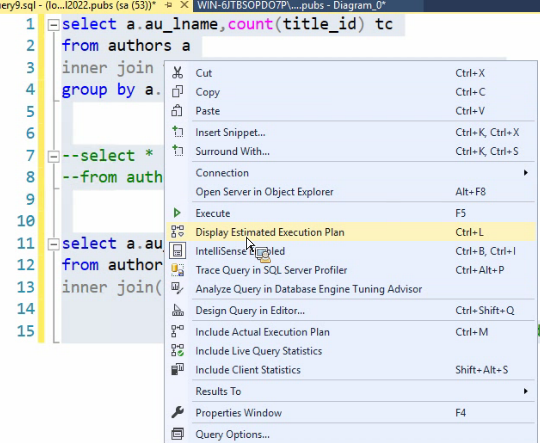 ery9.sql - (lo...l2022.pubs (sa (53))* WIN-6JTBSOPDO7P\....pubs - Diagram_0*
1 select a.au_lname,count(title_id) tc
2 from authors a
3 inner join
4 group by a.
5
6
7 --select *
8 --from auth
9
10
11 select a.au
12 from author
13 inner join(
14
15
Cut Ctrl+X
Copy Ctrl+C
Paste Ctrl+V
Insert Snippet... Ctrl+K, Ctrl+X
Surround With... Ctrl+K, Ctrl+S
Connection
Open Server in Object Explorer Alt+F8
Execute F5
Display Estimated Execution Plan Ctrl+L
IntelliSense Enabled Ctrl+B, Ctrl+I
Trace Query in SQL Server Profiler Ctrl+Alt+P
Analyze Query in Database Engine Tuning Advisor
Design Query in Editor... Ctrl+Shift+Q
Include Actual Execution Plan Ctrl+M
Include Live Query Statistics
Include Client Statistics Shift+Alt+S
Results To
Properties Window F4
Query Options...